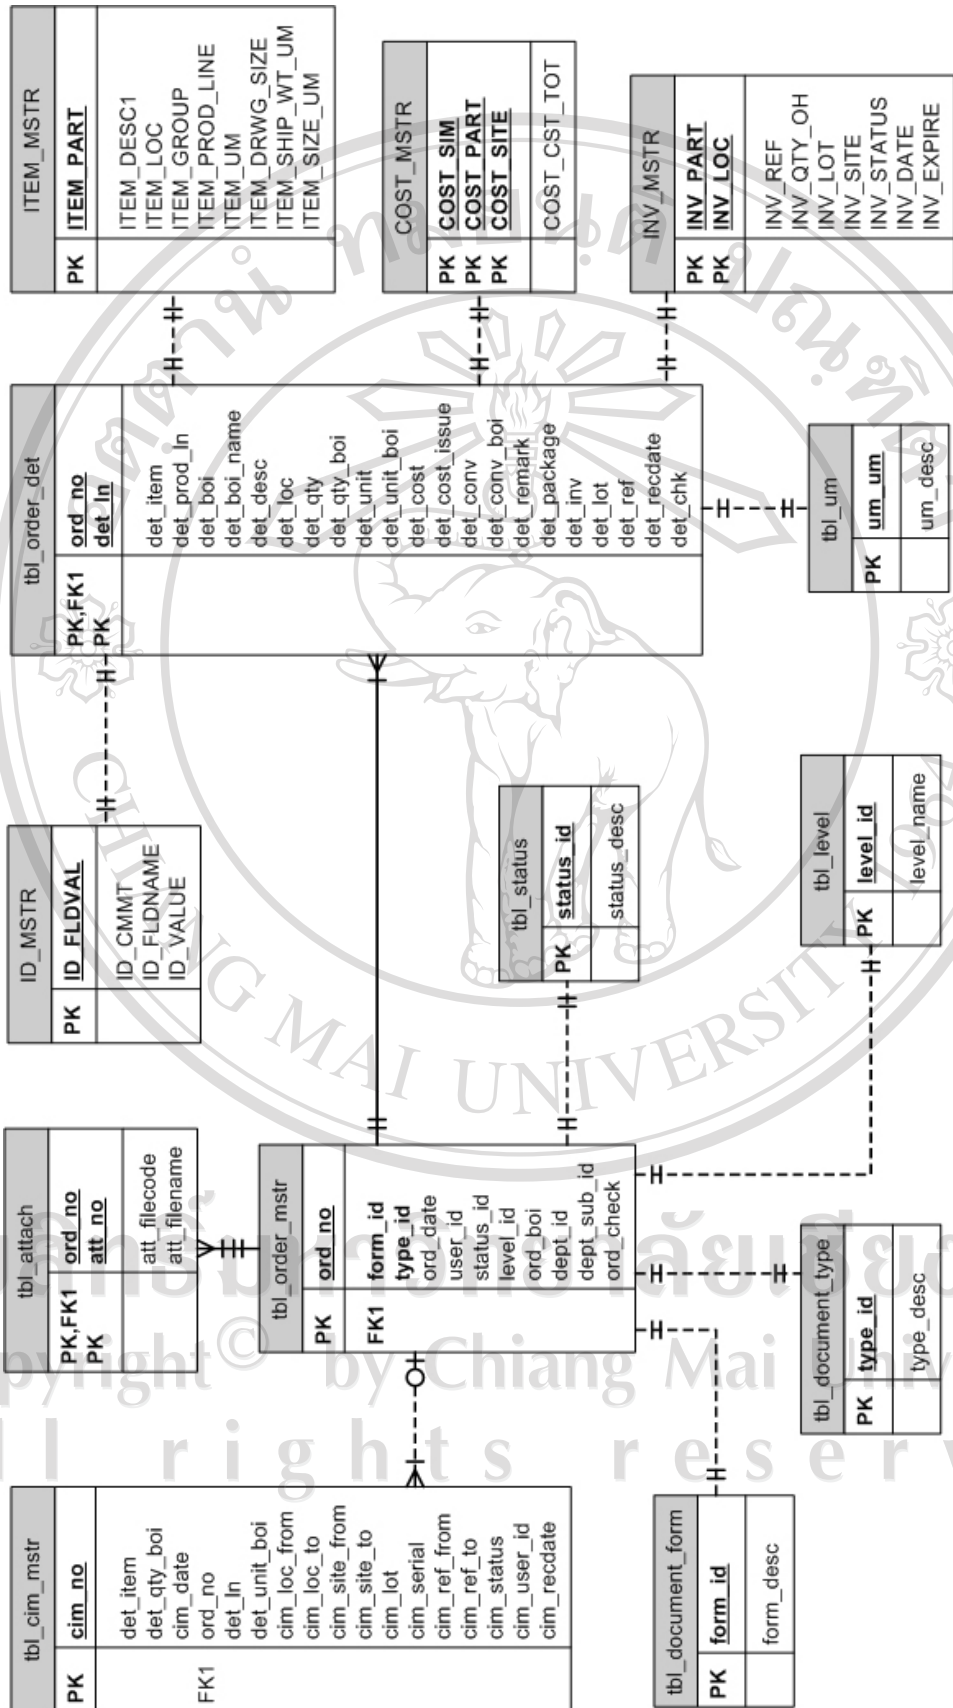 tbl_cim_mstr
PK cim_no
det_item
det_qty_boi
cim_date
FK1 ord_no
det_ln
det_unit_boi
cim_loc_from
cim_loc_to
cim_site_from
cim_site_to
cim_lot
cim_serial
cim_ref_from
cim_ref_to
cim_status
cim_user_id
cim_recdate
tbl_attach
PK,FK1 ord_no
PK att_no
att_filecode
att_filename
ID_MSTR
PK ID_FLDVAL
ID_CMMT
ID_FLDNAME
ID_VALUE
tbl_order_det
PK,FK1 ord_no
PK det_ln
det_item
det_prod_ln
det_boi
det_boi_name
det_desc
det_loc
det_qty
det_qty_boi
det_unit
det_unit_boi
det_cost
det_cost_issue
det_conv
det_conv_boi
det_remark
det_package
det_inv
det_lot
det_ref
det_recdate
det_chk
ITEM_MSTR
PK ITEM_PART
ITEM_DESC1
ITEM_LOC
ITEM_GROUP
ITEM_PROD_LINE
ITEM_UM
ITEM_DRWG_SIZE
ITEM_SHIP_WT_UM
ITEM_SIZE_UM
tbl_order_mstr
PK ord_no
FK1 form_id
type_id
ord_date
user_id
status_id
level_id
ord_boi
dept_id
dept_sub_id
ord_check
COST_MSTR
PK COST_SIM
PK COST_PART
PK COST_SITE
COST_CST_TOT
tbl_status
PK status_id
status_desc
INV_MSTR
PK INV_PART
PK INV_LOC
INV_REF
INV_QTY_OH
INV_LOT
INV_SITE
INV_STATUS
INV_DATE
INV_EXPIRE
tbl_document_form
PK form_id
form_desc
tbl_document_type
PK type_id
type_desc
tbl_level
PK level_id
level_name
tbl_um
PK um_um
um_desc
CHIANG MAI UNIVERSITY 1964
pyright© by Chiang Mai Univ
ll rights reserv